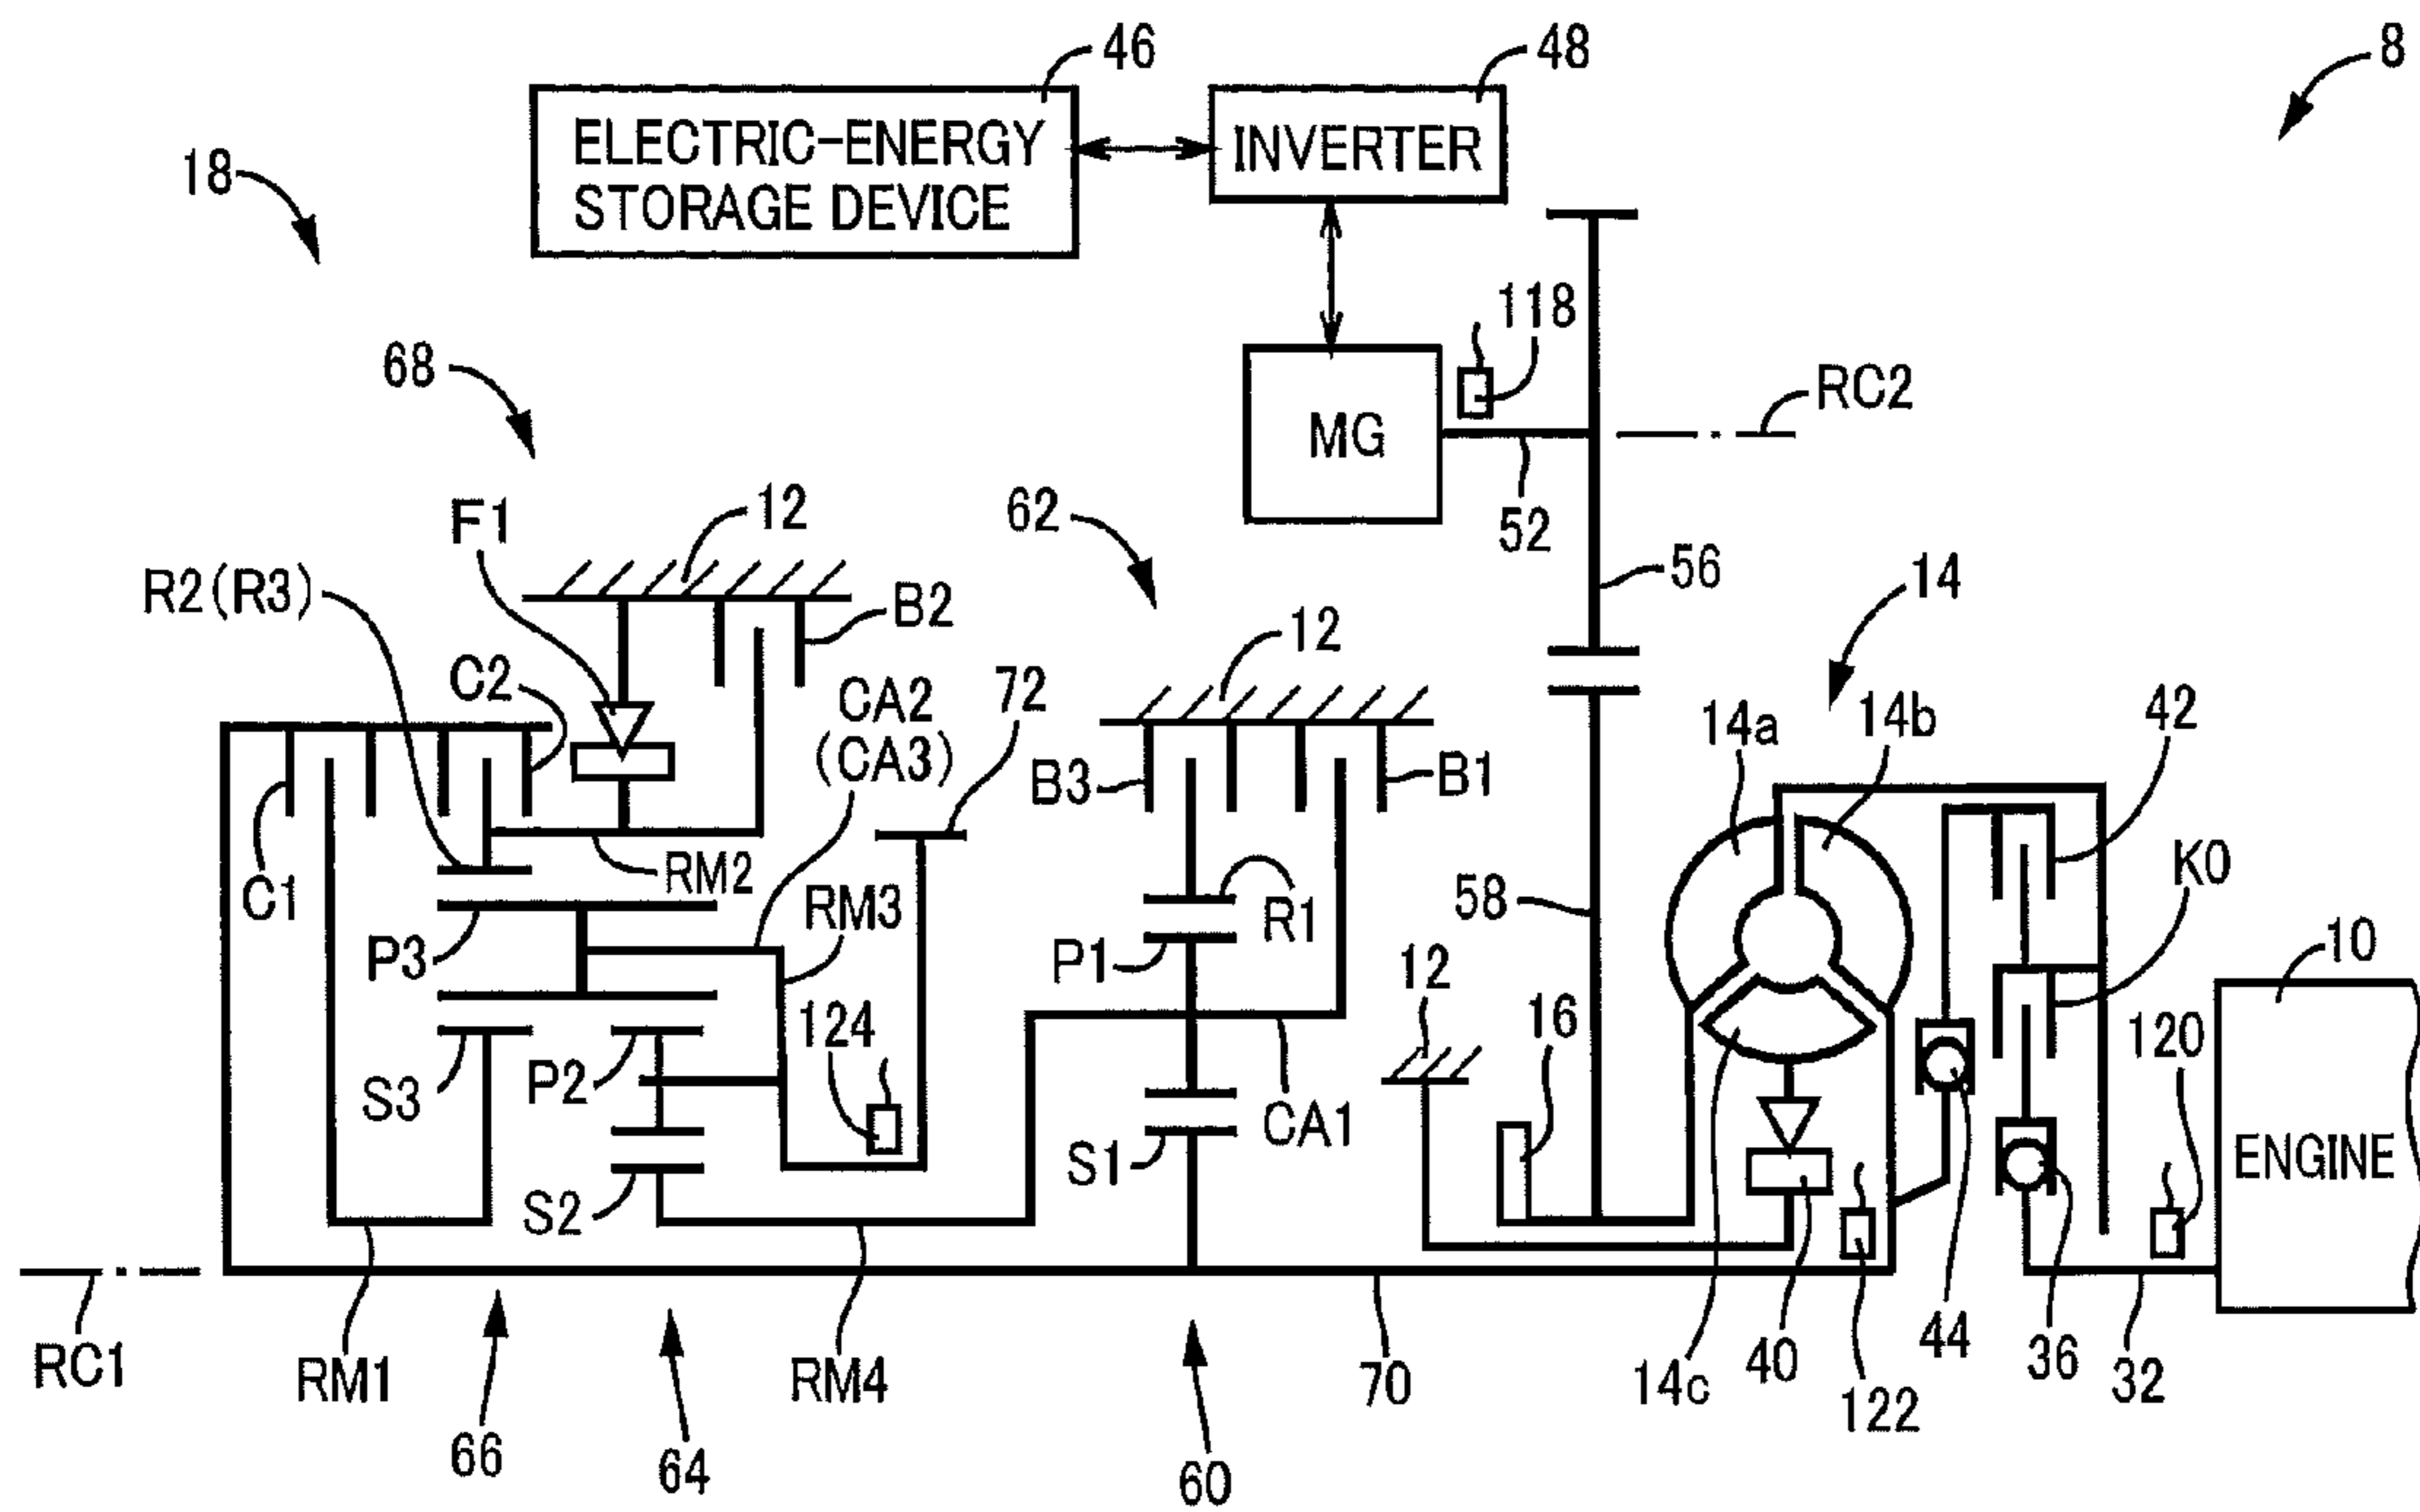 46
48
8
ELECTRIC-ENERGY
STORAGE DEVICE
INVERTER
18
118
68
RC2
MG
F1
12
62
52
56
R2(R3)
B2
12
14
C2
CA2
(CA3)
72
14a
14b
42
B3
B1
C1
RM2
K0
RM3
R1
58
P3
P1
12
10
124
16
120
S3
P2
CA1
S1
ENGINE
S2
RC1
RM1
RM4
70
14c
40
122
44
36
32
66
64
60